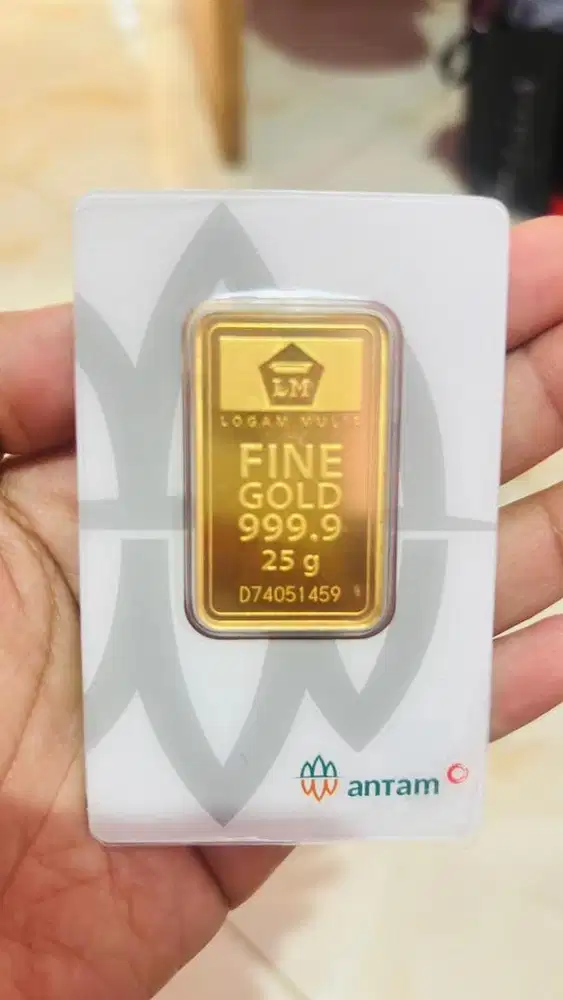 LM
LOGAM MULIA
FINE
GOLD
999.9
25 g
D74051459
antam